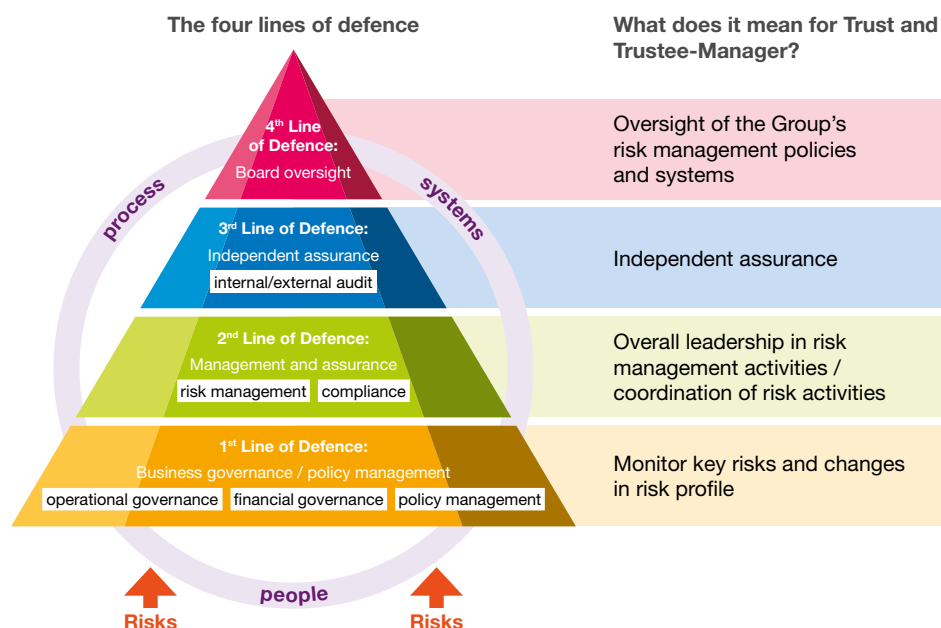 The four lines of defence
What does it mean for Trust and
Trustee-Manager?
4th Line
of Defence:
Board oversight
Oversight of the Group's
risk management policies
and systems
process
systems
3rd Line of Defence:
Independent assurance
internal/external audit
Independent assurance
2nd Line of Defence:
Management and assurance
risk management compliance
Overall leadership in risk
management activities /
coordination of risk activities
1st Line of Defence:
Business governance / policy management
operational governance financial governance policy management
Monitor key risks and changes
in risk profile
people
Risks Risks